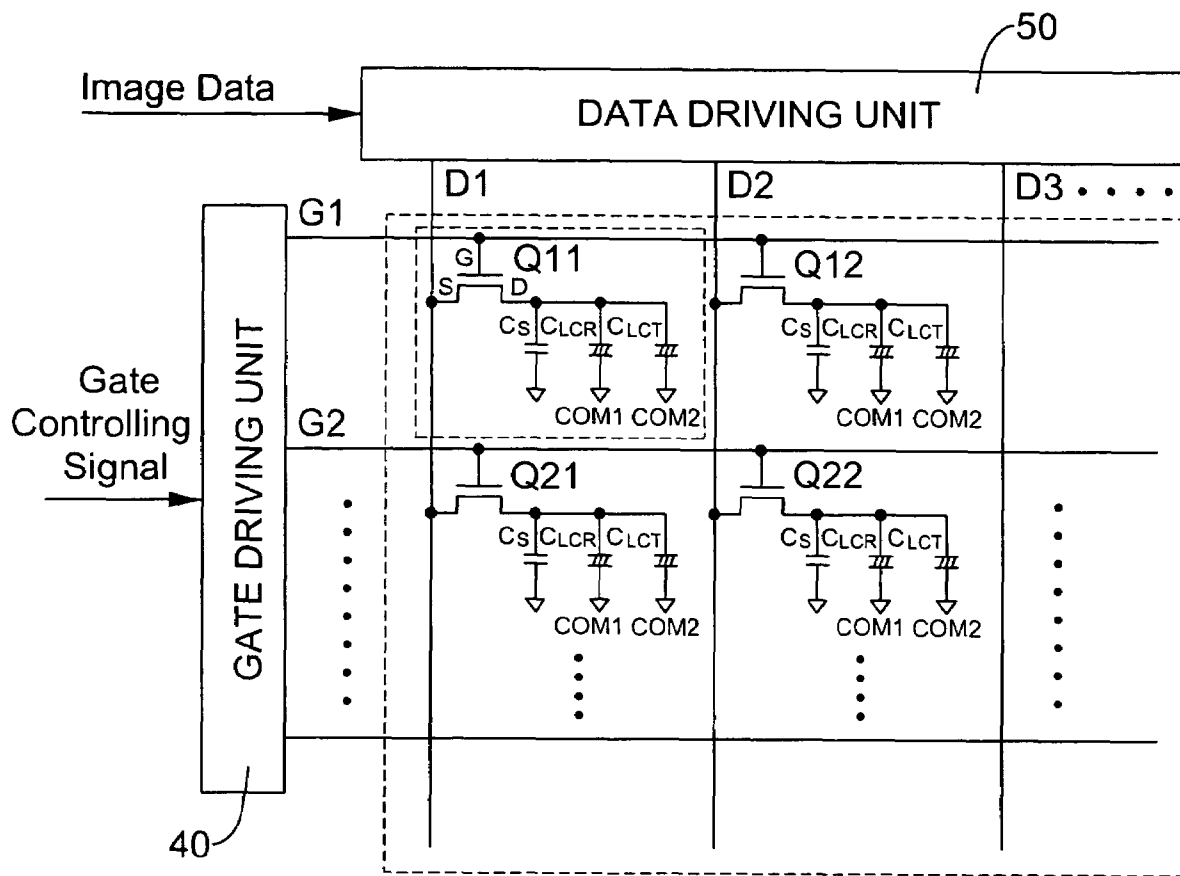 50
Image Data
DATA DRIVING UNIT
D1 D2 D3 . . . .
G1
G Q11 Q12
S D
CS CLCR CLCT CS CLCR CLCT
COM1 COM2 COM1 COM2
Gate
Controlling
Signal
GATE DRIVING UNIT
G2
Q21 Q22
CS CLCR CLCT CS CLCR CLCT
COM1 COM2 COM1 COM2
40